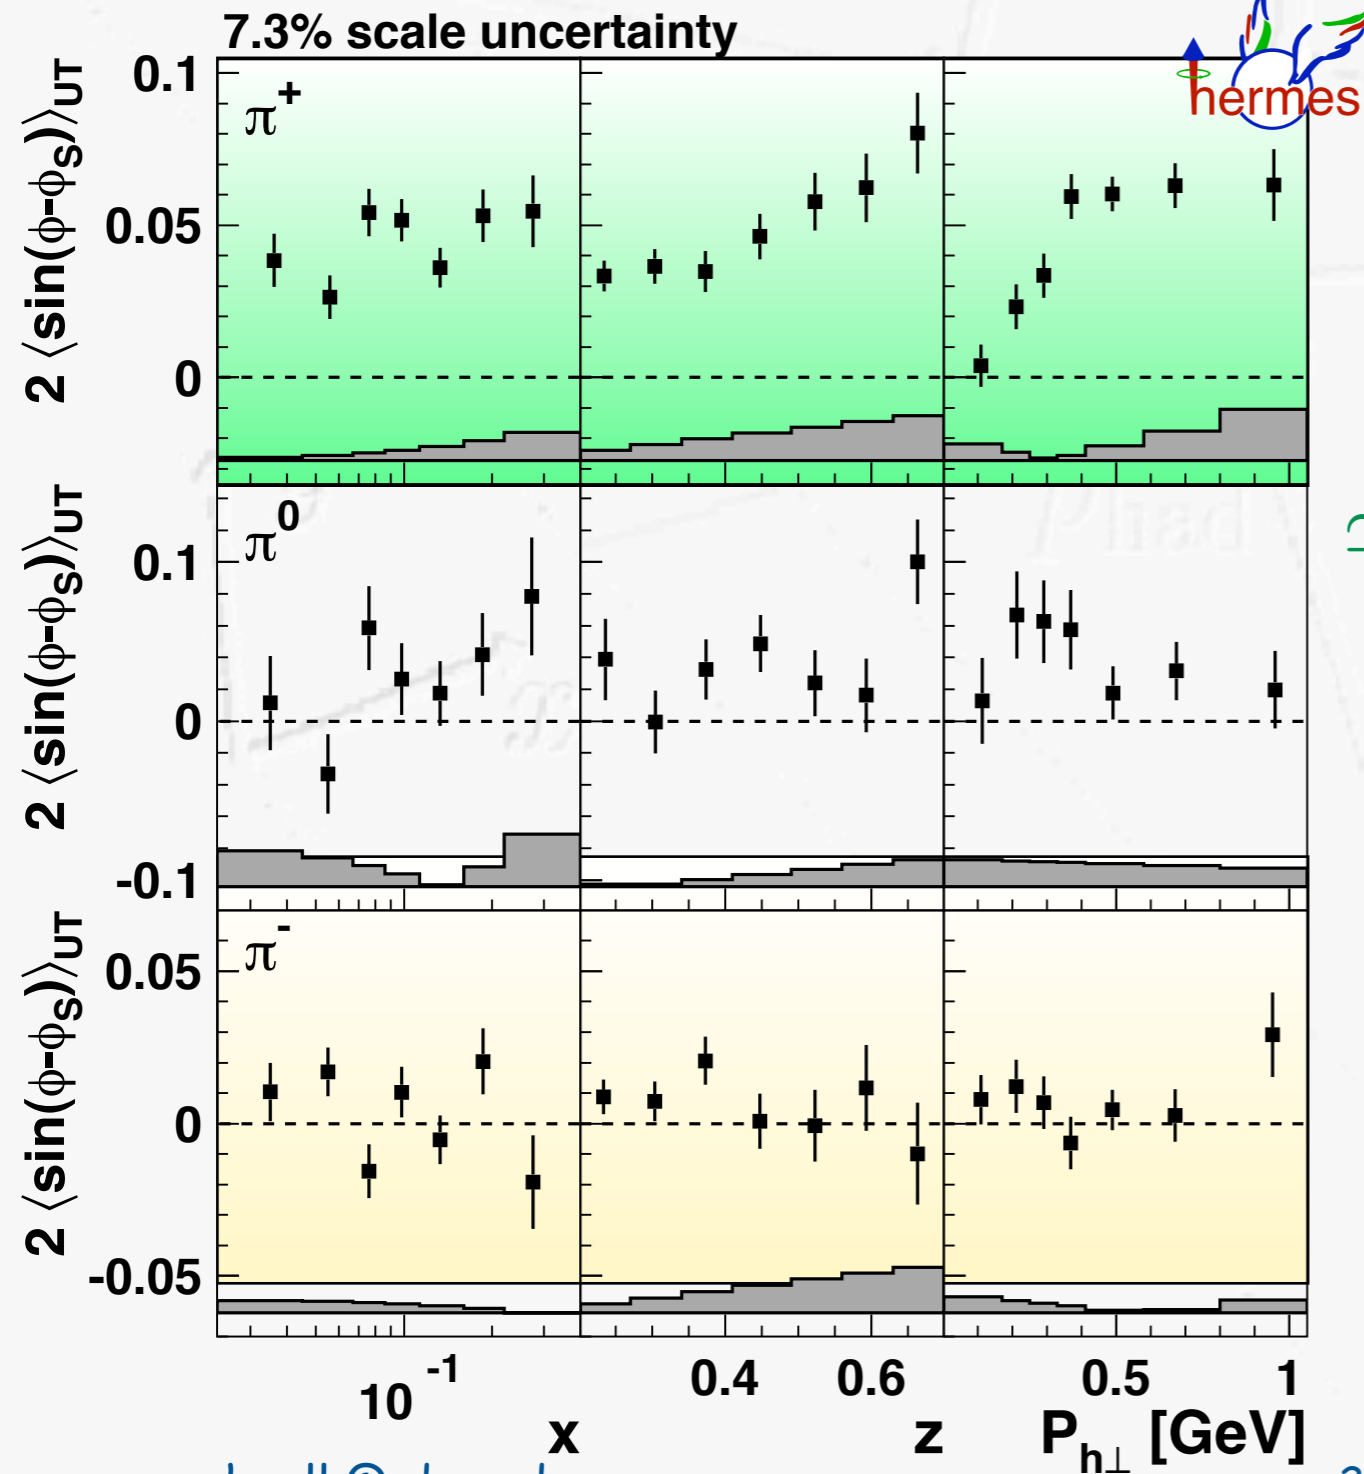 7.3% scale uncertainty
hermes
2 ⟨sin(ϕ-ϕS)⟩UT
0.1
0.05
0
π+
2 ⟨sin(ϕ-ϕS)⟩UT
0.1
0
-0.1
π0
2 ⟨sin(ϕ-ϕS)⟩UT
0.05
0
-0.05
π-
10-1
0.4
0.6
0.5
1
x
z
Ph⊥ [GeV]